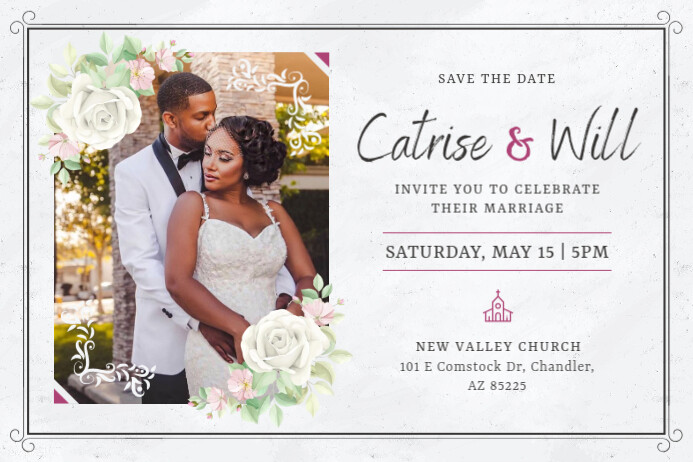 SAVE THE DATE
Catrise & Will
INVITE YOU TO CELEBRATE
THEIR MARRIAGE
SATURDAY, MAY 15 | 5PM
NEW VALLEY CHURCH
101 E Comstock Dr, Chandler,
AZ 85225